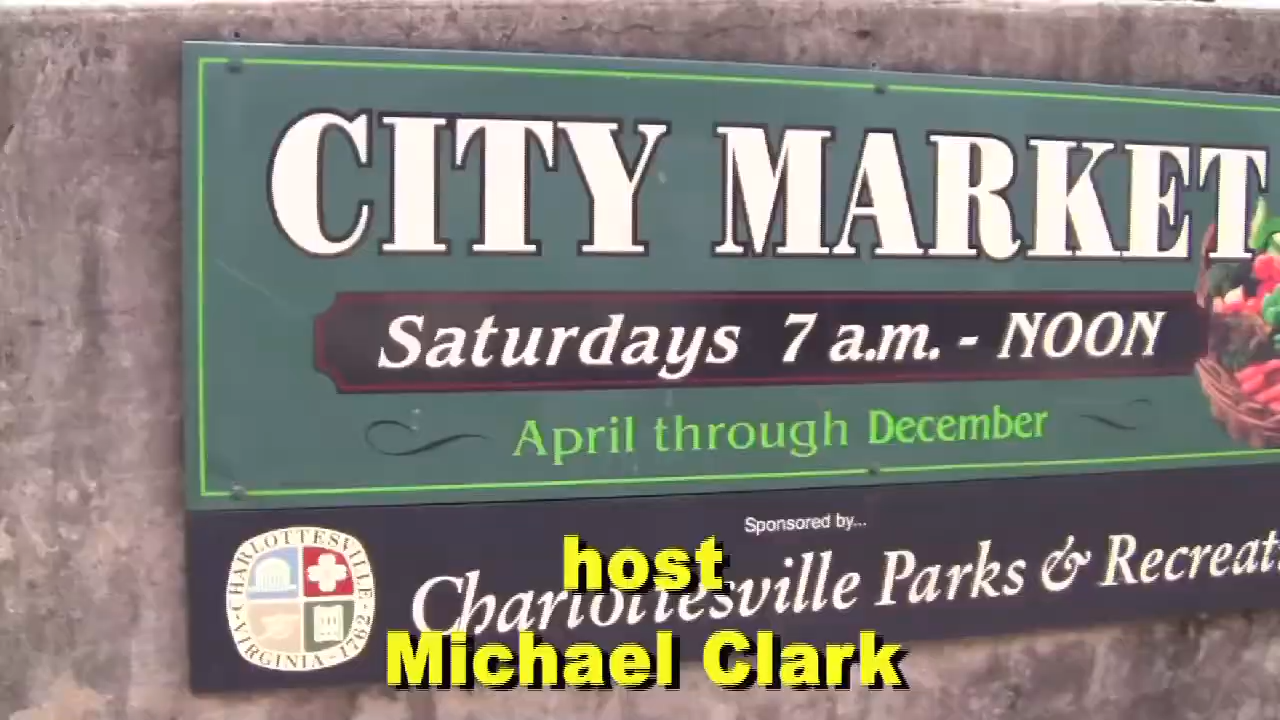 CITY MARKET
Saturdays 7 a.m. - NOON
April through December
Sponsored by...
Charlottesville Parks & Recreat
CHARLOTTESVILLE
VIRGINIA - 1762
host
Michael Clark